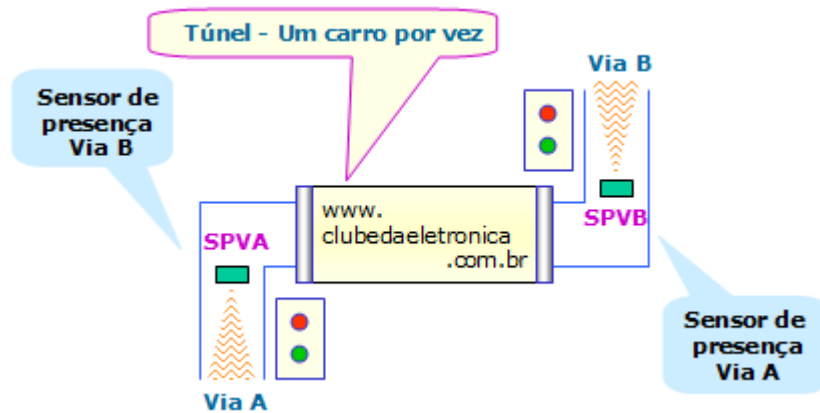 Túnel - Um carro por vez
Via B
Sensor de
presença
Via B
www.
clubedaeletronica
.com.br
SPVA
SPVB
Sensor de
presença
Via A
Via A